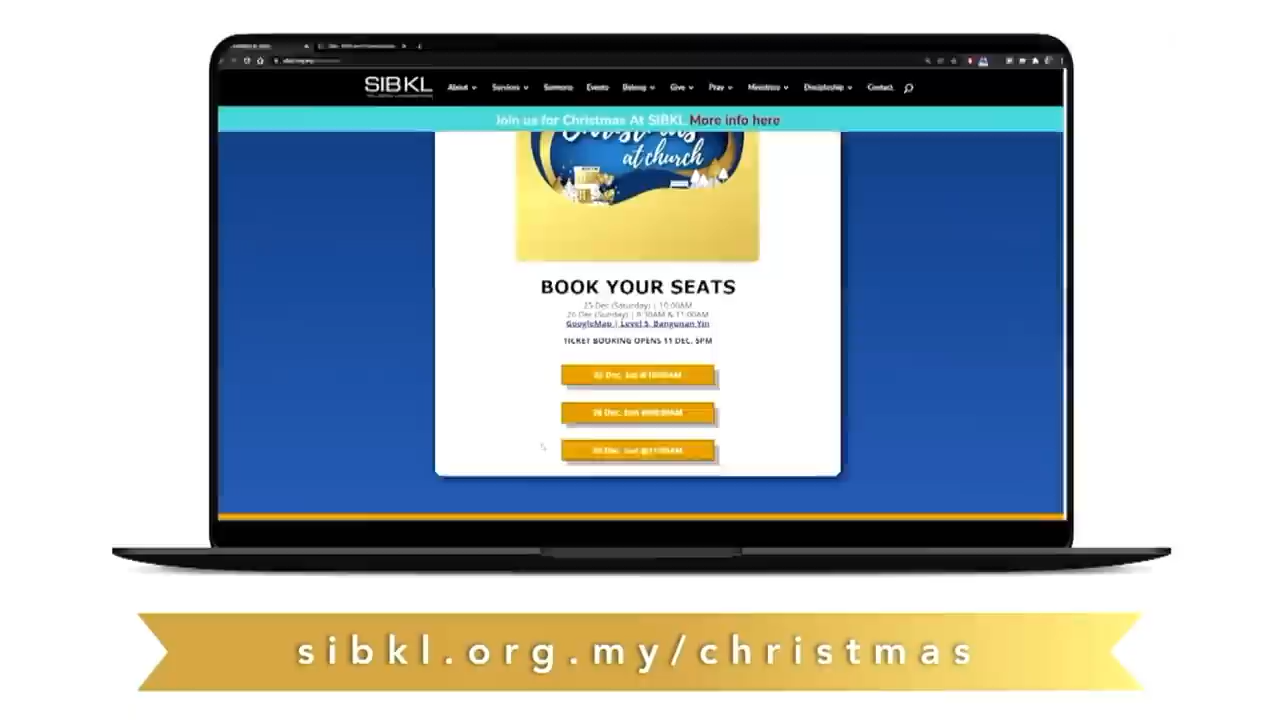 SIBKL
About Services Sermons Events Belong Give Pray Ministries Discipleship Contact
Join us for Christmas At SIBKL More info here
Christmas
at church
BOOK YOUR SEATS
25 Dec (Saturday) | 10:00AM
26 Dec (Sunday) | 8:30AM & 11:00AM
GoogleMap | Level 5, Bangunan Yin
TICKET BOOKING OPENS 11 DEC, 5PM
sibkl.org.my/christmas